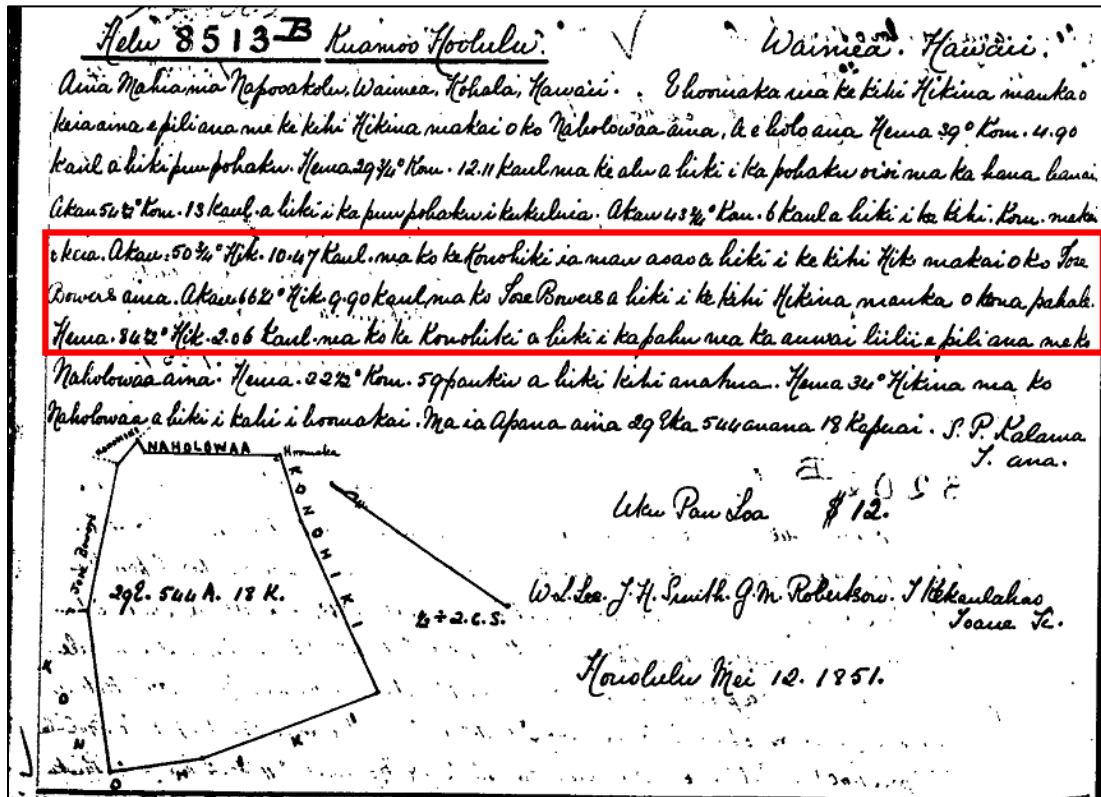 Helu 8513-B Kuamoo Hoolulu. Waimea. Hawaii.
Aina Mahiai ma Napoakolu, Waimea, Kohala, Hawaii. E hoomaka ma ke kihi Hikina mauka o
keia aina e pili ana me ke kihi Hikina makai o ko Naholowaa aina, A e holo ana Hema 39° Kom. 4.90
kaul a hiki puu pohaku. Hema 29 3/4° Kom. 12.11 Kaul ma ke alu a hiki i ka pohaku ma ka
Akau 54 1/2° Kom. 13 Kaul. a hiki i ka puu pohaku i kukuluia. Akau 43 3/4° Kom. 6 Kaul a hiki i ke kihi. Kom. makai
o keia. Akau. 50 3/4° Hik. 10.47 Kaul. ma ko ke Konohiki ia mau a hiki i ke kihi Hik. makai o ko Jose
Bowers aina. Akau 66 1/2° Hik. 9.90 Kaul ma ko Jose Bowers a hiki i ke kihi Hikina mauka o kona pahale.
Hema. 84 1/2° Hik. 2.06 Kaul. ma ko ke Konohiki a hiki i ka pahu ma ka auwai liilii e pili ana me ko
Naholowaa aina. Hema. 22 1/2° Kom. 59 pauku a hiki kihi anahua. Hema 34° Hikina ma ko
Naholowaa a hiki i kahi i hoomakai. Ma ia Apana aina 29 Eka 544 anana 18 Kapuai. S. P. Kalama
T. ana.
NAHOLOWAA
Hoomaka
KONOHIKI
Jose Bowers
29 E. 544 A. 18 K.
KONOHIKI
÷ 2. C. S.
Uku Pau Loa $12.
W. L. Lee. J. H. Smith. G. M. Robertson. J Kekaulahao
Ioane Ii.
Honolulu Mei 12. 1851.